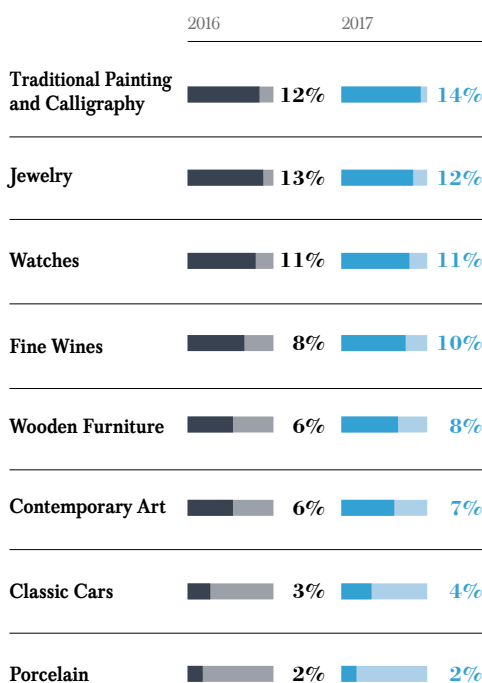 2016 2017
Traditional Painting
and Calligraphy 12% 14%
Jewelry 13% 12%
Watches 11% 11%
Fine Wines 8% 10%
Wooden Furniture 6% 8%
Contemporary Art 6% 7%
Classic Cars 3% 4%
Porcelain 2% 2%